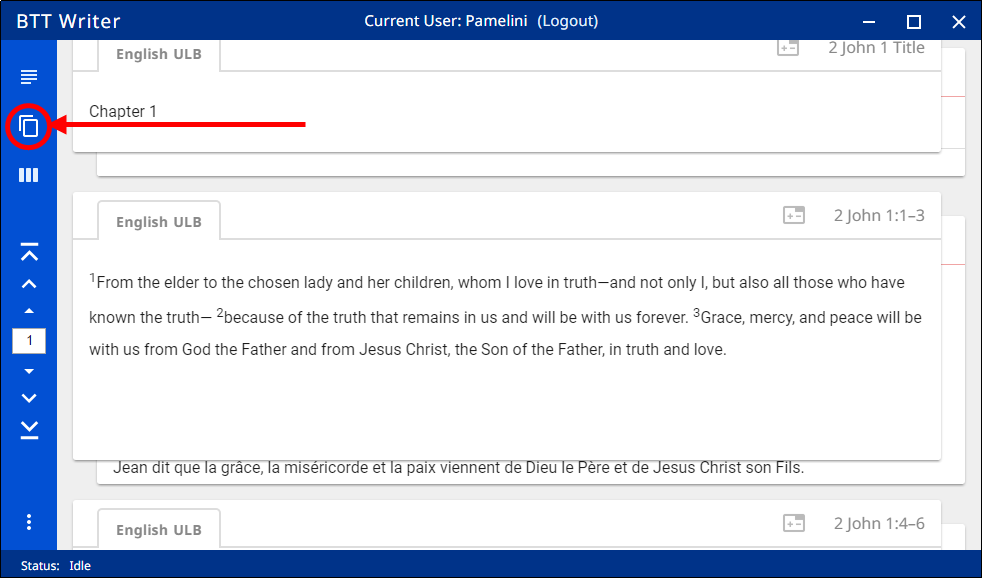 BTT Writer
Current User: Pamelini (Logout)
English ULB
2 John 1 Title
Chapter 1
English ULB
2 John 1:1–3
1From the elder to the chosen lady and her children, whom I love in truth—and not only I, but also all those who have
known the truth— 2because of the truth that remains in us and will be with us forever. 3Grace, mercy, and peace will be
with us from God the Father and from Jesus Christ, the Son of the Father, in truth and love.
1
Jean dit que la grâce, la miséricorde et la paix viennent de Dieu le Père et de Jesus Christ son Fils.
English ULB
2 John 1:4–6
Status: Idle